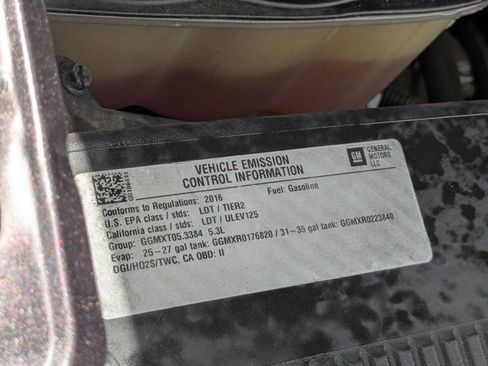 VEHICLE EMISSION
CONTROL INFORMATION
GM
GENERAL
MOTORS
LLC
Conforms to Regulations: 2016 Fuel: Gasoline
U.S. EPA class / stds: LDT / TIER2
California class / stds: LDT / ULEV125
Group: GGMXT05.3384 5.3L
Evap: 25-27 gal tank: GGMXR0176820 / 31-35 gal tank: GGMXR0223840
DGI/HO2S/TWC, CA OBD: II